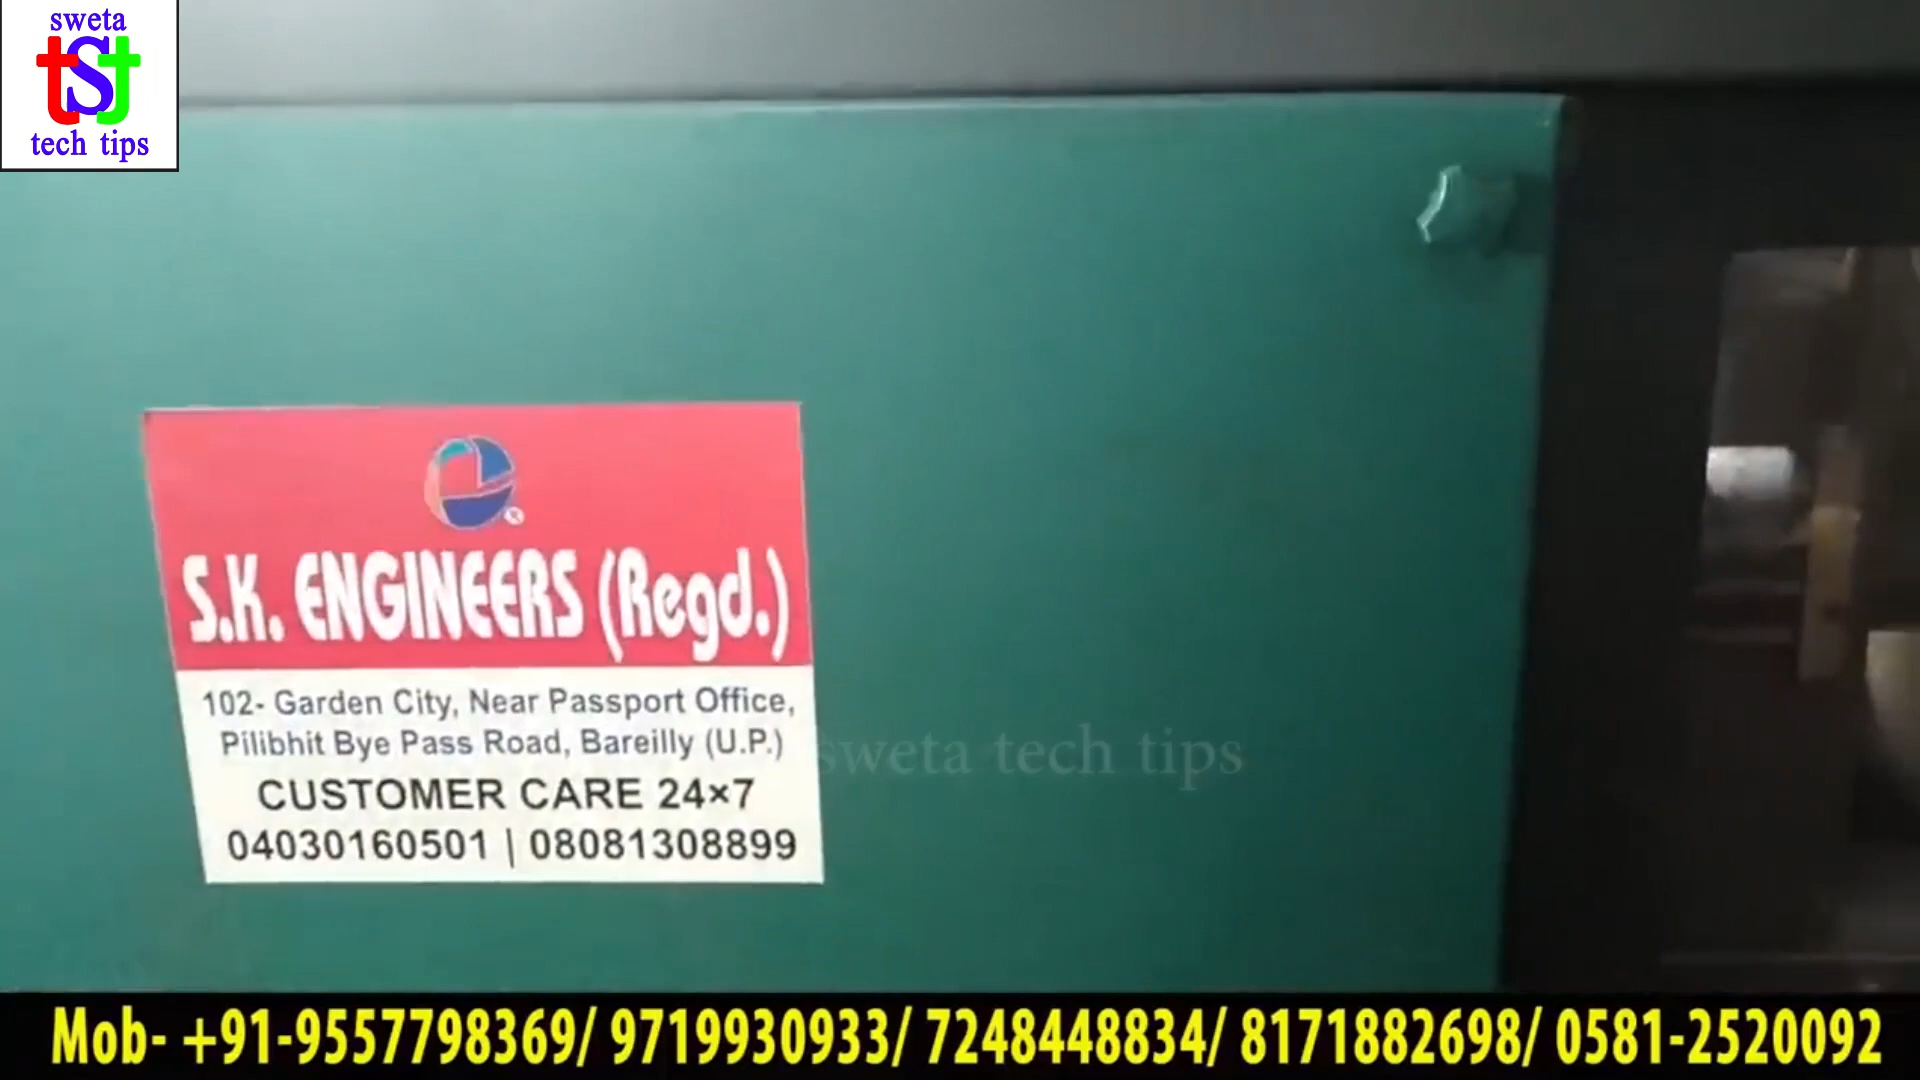 sweta
tST
tech tips
S.K. ENGINEERS (Regd.)
102- Garden City, Near Passport Office,
Pilibhit Bye Pass Road, Bareilly (U.P.)
CUSTOMER CARE 24×7
04030160501 | 08081308899
sweta tech tips
Mob- +91-9557798369/ 9719930933/ 7248448834/ 8171882698/ 0581-2520092